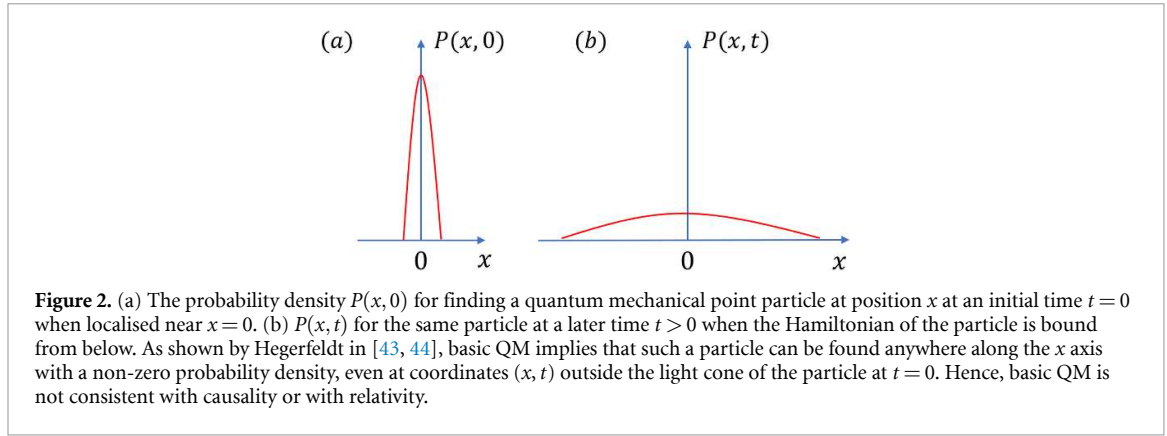 (a) P(x, 0) (b) P(x, t)
0 x 0 x
Figure 2. (a) The probability density P(x,0) for finding a quantum mechanical point particle at position x at an initial time t = 0
when localised near x = 0. (b) P(x,t) for the same particle at a later time t > 0 when the Hamiltonian of the particle is bound
from below. As shown by Hegerfeldt in [43, 44], basic QM implies that such a particle can be found anywhere along the x axis
with a non-zero probability density, even at coordinates (x,t) outside the light cone of the particle at t = 0. Hence, basic QM is
not consistent with causality or with relativity.